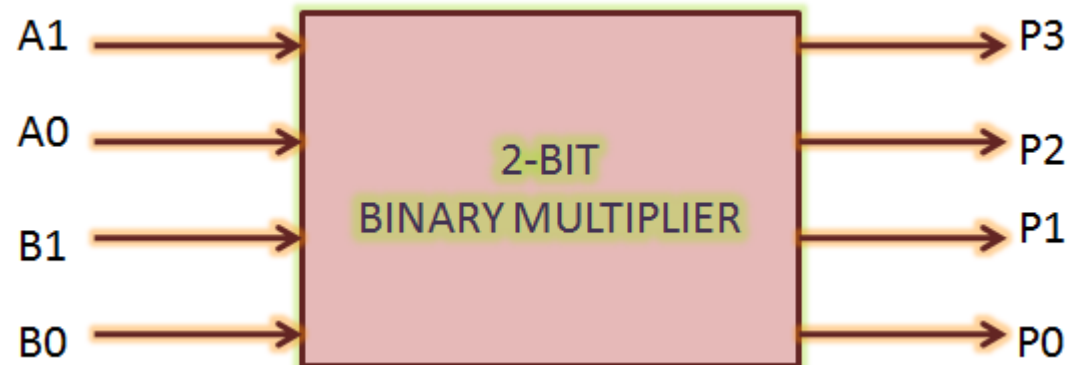 A1
P3
A0
P2
2-BIT
BINARY MULTIPLIER
B1
P1
B0
P0